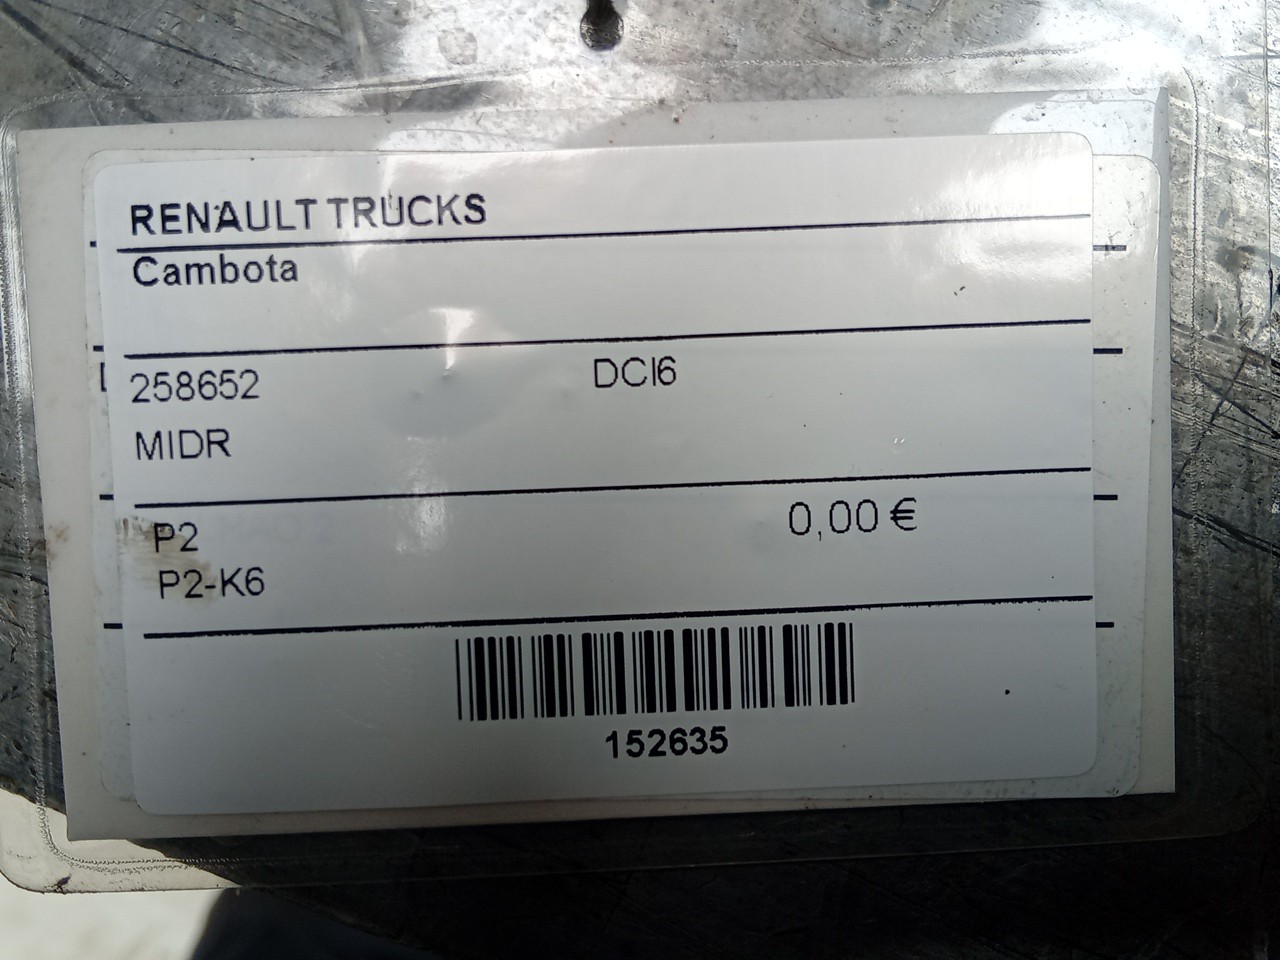 RENAULT TRUCKS
Cambota
258652 DCI6
MIDR
P2 0,00 €
P2-K6
152635